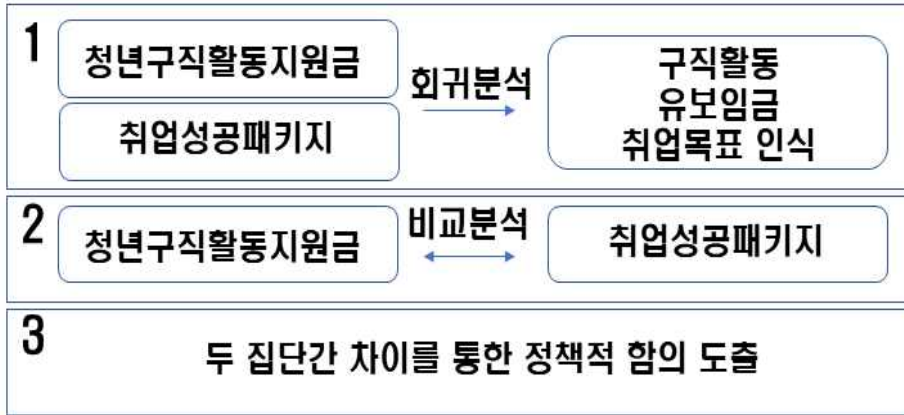 1
청년구직활동지원금
취업성공패키지
회귀분석
구직활동
유보임금
취업목표 인식
2
청년구직활동지원금
비교분석
취업성공패키지
3
두 집단간 차이를 통한 정책적 함의 도출